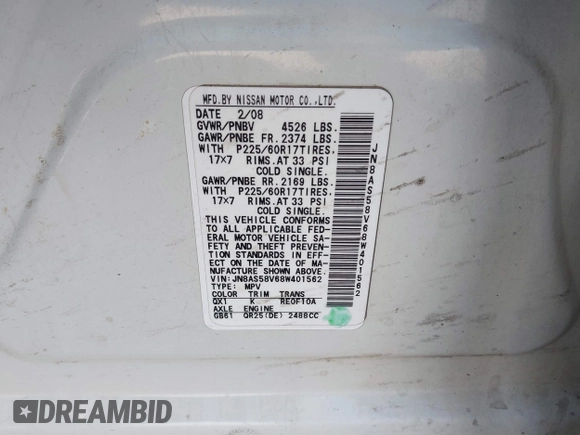 MFD.BY NISSAN MOTOR CO.,LTD.
DATE 2/08
GVWR/PNBV 4526 LBS.
GAWR/PNBE FR.2374 LBS.
WITH P225/60R17TIRES,
17×7 RIMS.AT 33 PSI
COLD SINGLE.
GAWR/PNBE RR.2169 LBS.
WITH P225/60R17TIRES,
17×7 RIMS.AT 33 PSI
COLD SINGLE.
THIS VEHICLE CONFORMS
TO ALL APPLICABLE FED-
ERAL MOTOR VEHICLE SA-
FETY AND THEFT PREVEN-
TION STANDARDS IN EFF-
ECT ON THE DATE OF MA-
NUFACTURE SHOWN ABOVE.
VIN:JN8AS58V68W401562
TYPE: MPV
COLOR TRIM TRANS
QX1 K RE0F10A
AXLE ENGINE
GB61 QR25(DE) 2488CC
JN8AS58V68W401562
DREAMBID